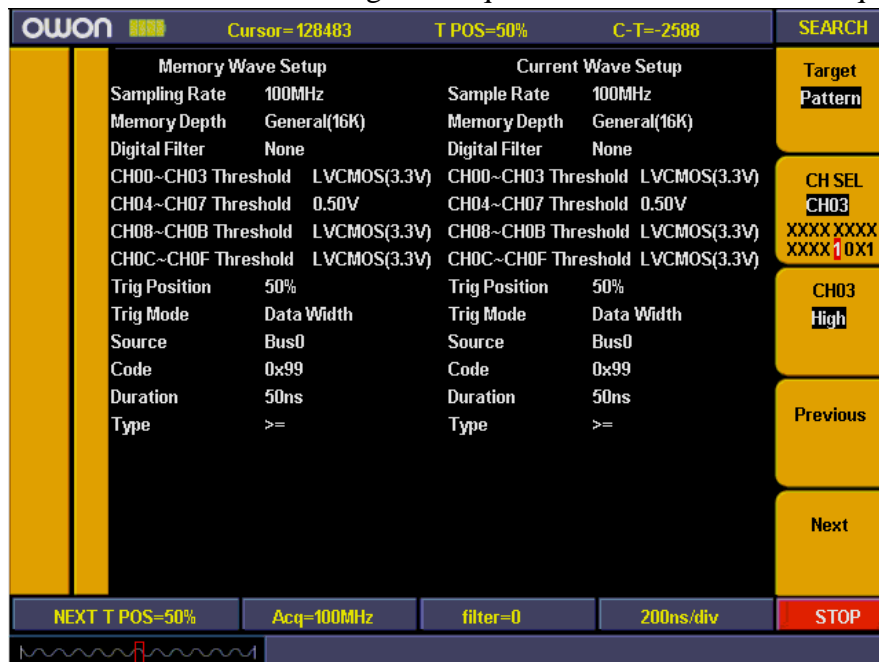 owon Cursor=128483 T POS=50% C-T=-2588 SEARCH
Memory Wave Setup Current Wave Setup
Sampling Rate 100MHz Sample Rate 100MHz
Memory Depth General(16K) Memory Depth General(16K)
Digital Filter None Digital Filter None
CH00~CH03 Threshold LVCMOS(3.3V) CH00~CH03 Threshold LVCMOS(3.3V)
CH04~CH07 Threshold 0.50V CH04~CH07 Threshold 0.50V
CH08~CH0B Threshold LVCMOS(3.3V) CH08~CH0B Threshold LVCMOS(3.3V)
CH0C~CH0F Threshold LVCMOS(3.3V) CH0C~CH0F Threshold LVCMOS(3.3V)
Trig Position 50% Trig Position 50%
Trig Mode Data Width Trig Mode Data Width
Source Bus0 Source Bus0
Code 0x99 Code 0x99
Duration 50ns Duration 50ns
Type >= Type >=
Target
Pattern
CH SEL
CH03
XXXX XXXX
XXXX 1 0X1
CH03
High
Previous
Next
NEXT T POS=50% Acq=100MHz filter=0 200ns/div STOP